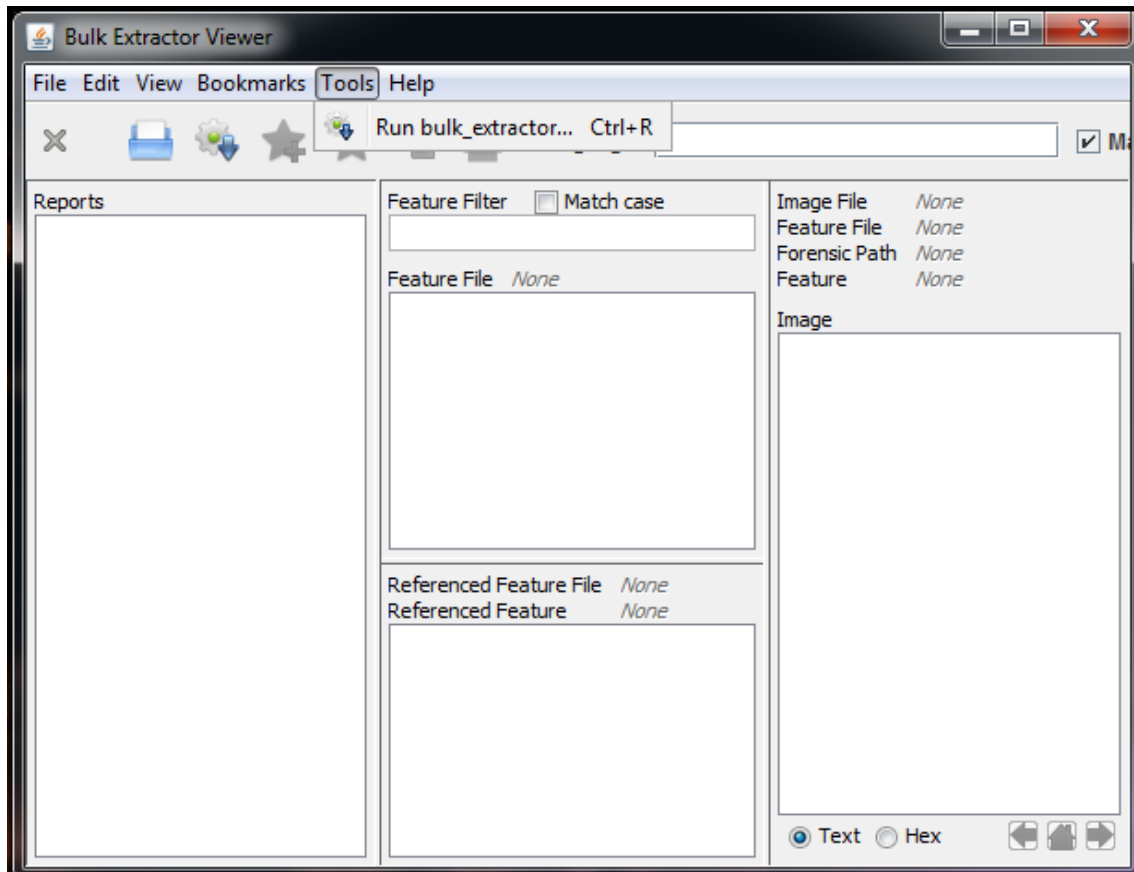 Bulk Extractor Viewer
File Edit View Bookmarks Tools Help
Run bulk_extractor... Ctrl+R
Reports
Feature Filter Match case
Feature File None
Referenced Feature File None
Referenced Feature None
Image File None
Feature File None
Forensic Path None
Feature None
Image
Text Hex